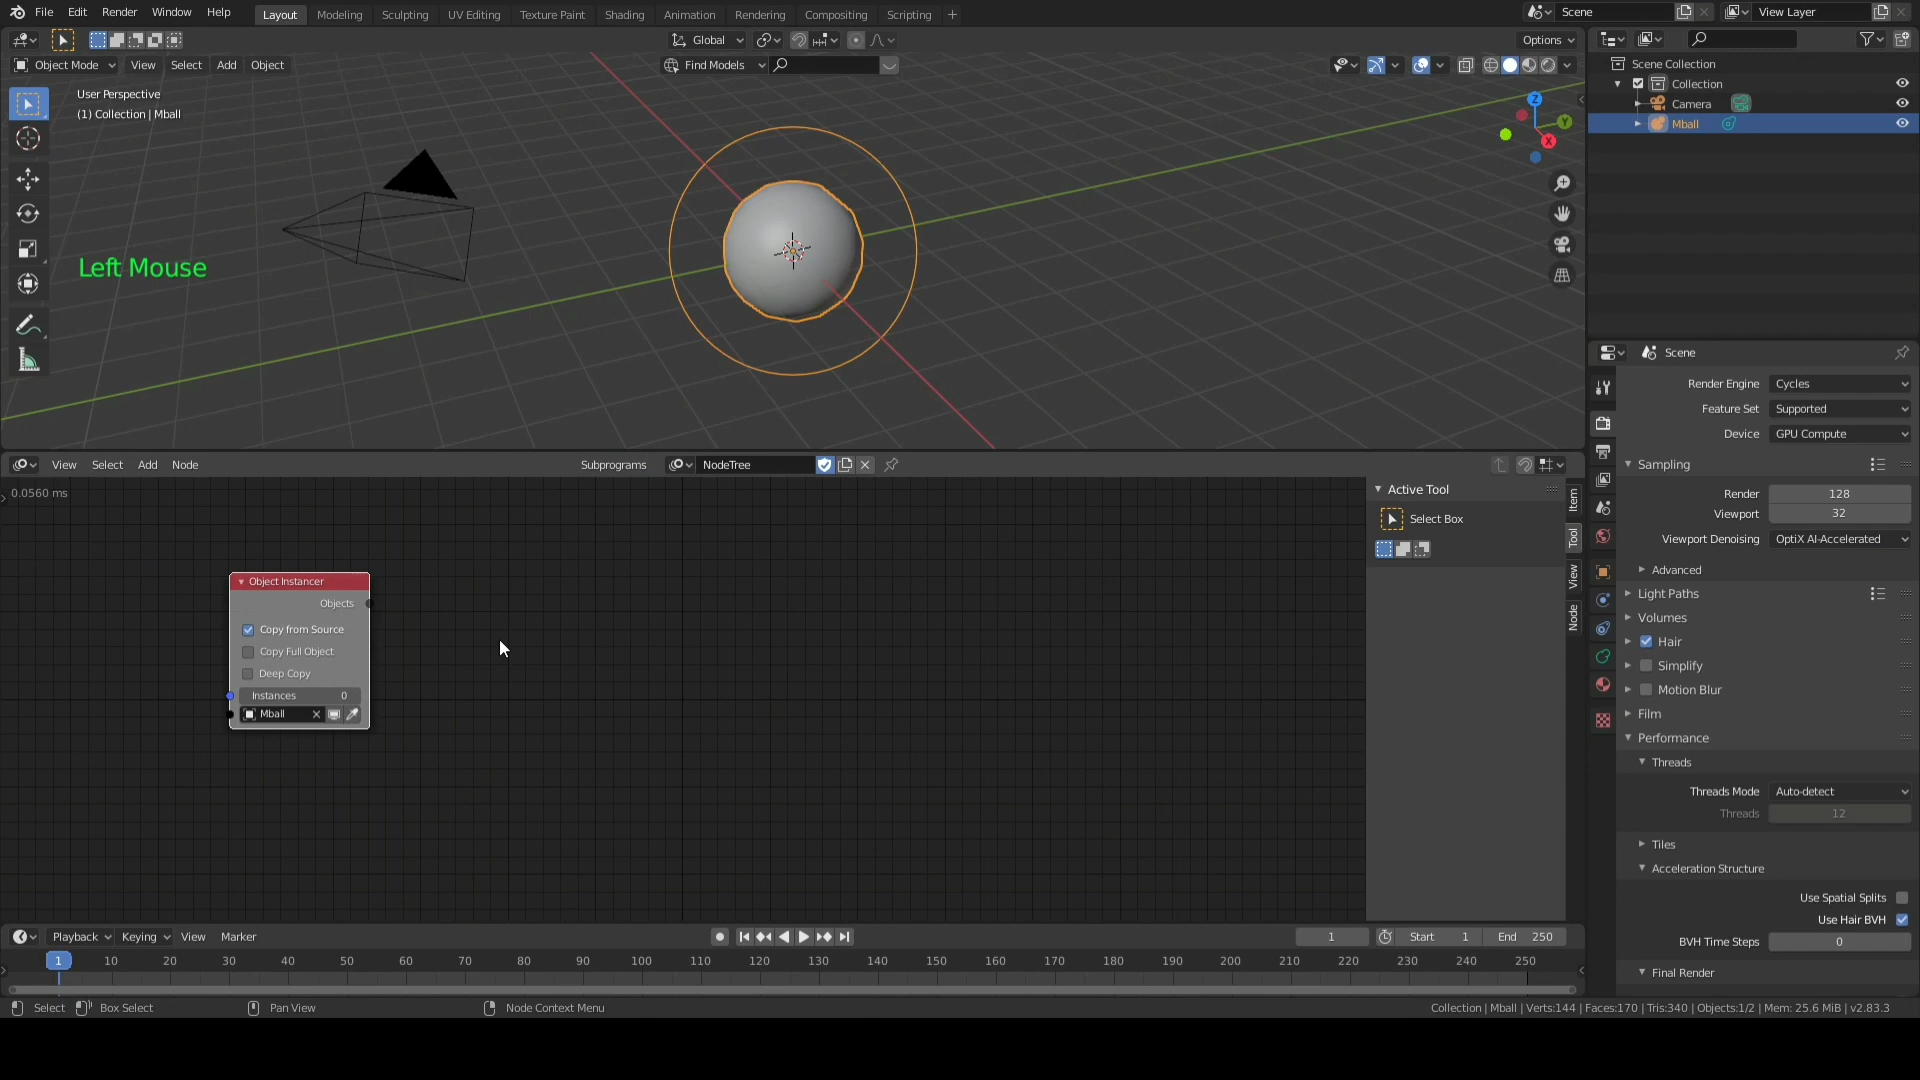 File Edit Render Window Help Layout Modeling Sculpting UV Editing Texture Paint Shading Animation Rendering Compositing Scripting + Scene View Layer
Global Options
Object Mode View Select Add Object Find Models
User Perspective
(1) Collection | Mball
Left Mouse
Z
Y
X
Scene Collection
Collection
Camera
Mball
Scene
Render Engine Cycles
Feature Set Supported
Device GPU Compute
Sampling
Render 128
Viewport 32
Viewport Denoising OptiX AI-Accelerated
Advanced
Light Paths
Volumes
Hair
Simplify
Motion Blur
Film
Performance
Threads
Threads Mode Auto-detect
Threads 12
Tiles
Acceleration Structure
Use Spatial Splits
Use Hair BVH
BVH Time Steps 0
Final Render
View Select Add Node Subprograms NodeTree
0.0560 ms
Object Instancer
Objects
Copy from Source
Copy Full Object
Deep Copy
Instances 0
Mball
Active Tool
Select Box
Item
Tool
View
Node
Playback Keying View Marker 1 Start 1 End 250
1 10 20 30 40 50 60 70 80 90 100 110 120 130 140 150 160 170 180 190 200 210 220 230 240 250
Select Box Select Pan View Node Context Menu Collection | Mball | Verts:144 | Faces:170 | Tris:340 | Objects:1/2 | Mem: 25.6 MiB | v2.83.3